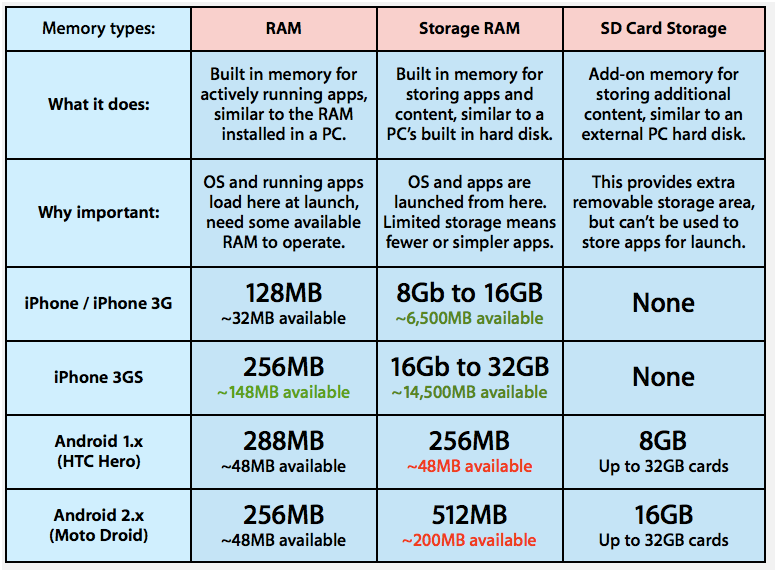 Memory types:
RAM
Storage RAM
SD Card Storage
What it does:
Built in memory for
actively running apps,
similar to the RAM
installed in a PC.
Built in memory for
storing apps and
content, similar to a
PC's built in hard disk.
Add-on memory for
storing additional
content, similar to an
external PC hard disk.
Why important:
OS and running apps
load here at launch,
need some available
RAM to operate.
OS and apps are
launched from here.
Limited storage means
fewer or simpler apps.
This provides extra
removable storage area,
but can't be used to
store apps for launch.
iPhone / iPhone 3G
128MB
~32MB available
8Gb to 16GB
~6,500MB available
None
iPhone 3GS
256MB
~148MB available
16Gb to 32GB
~14,500MB available
None
Android 1.x
(HTC Hero)
288MB
~48MB available
256MB
~48MB available
8GB
Up to 32GB cards
Android 2.x
(Moto Droid)
256MB
~48MB available
512MB
~200MB available
16GB
Up to 32GB cards